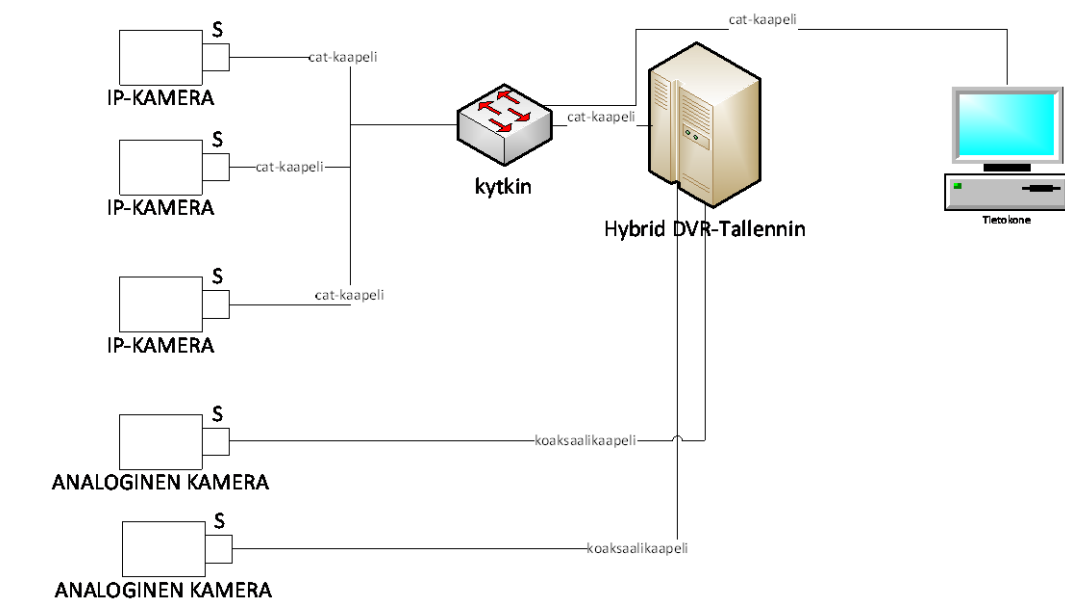 cat-kaapeli
S
cat-kaapeli
IP-KAMERA
S
cat-kaapeli
IP-KAMERA
cat-kaapeli
kytkin
Hybrid DVR-Tallennin
Tietokone
S
cat-kaapeli
IP-KAMERA
S
koaksaalikaapeli
ANALOGINEN KAMERA
S
koaksaalikaapeli
ANALOGINEN KAMERA